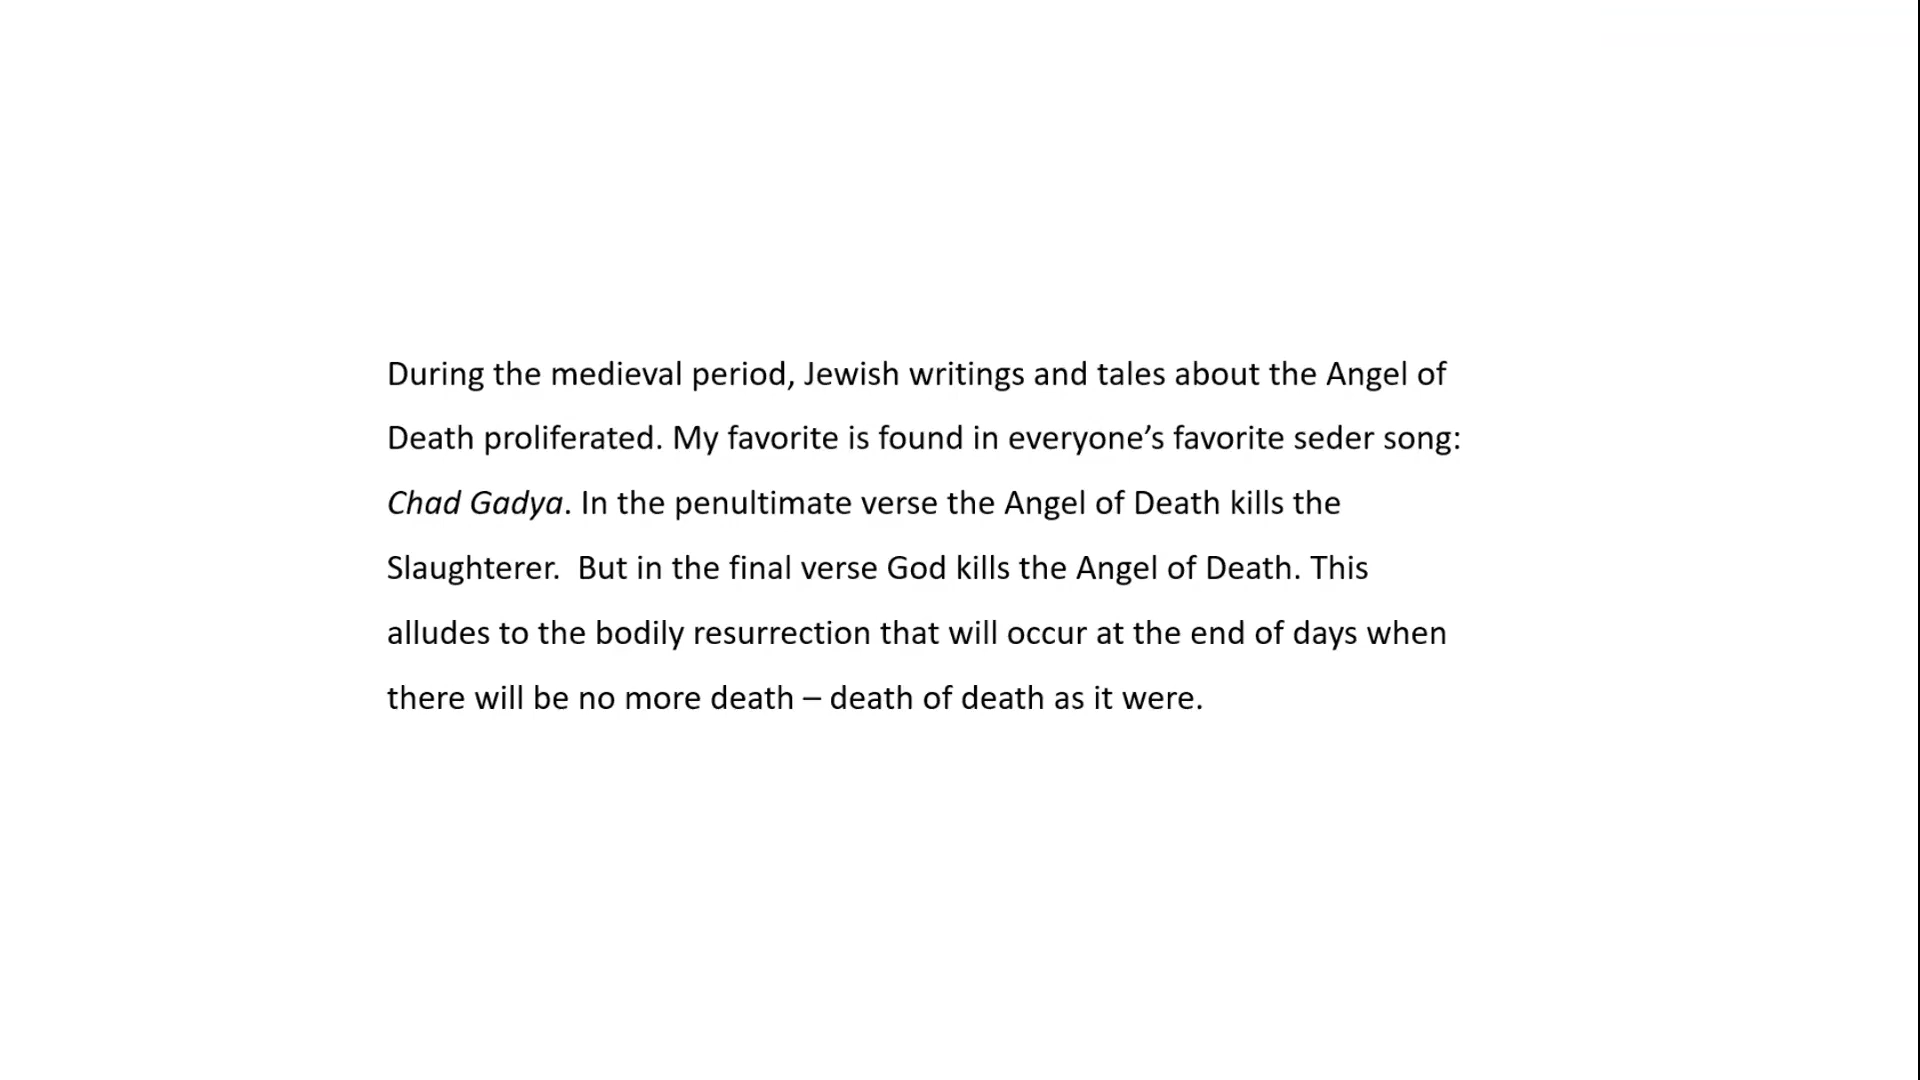 During the medieval period, Jewish writings and tales about the Angel of
Death proliferated. My favorite is found in everyone’s favorite seder song:
Chad Gadya. In the penultimate verse the Angel of Death kills the
Slaughterer.  But in the final verse God kills the Angel of Death. This
alludes to the bodily resurrection that will occur at the end of days when
there will be no more death – death of death as it were.